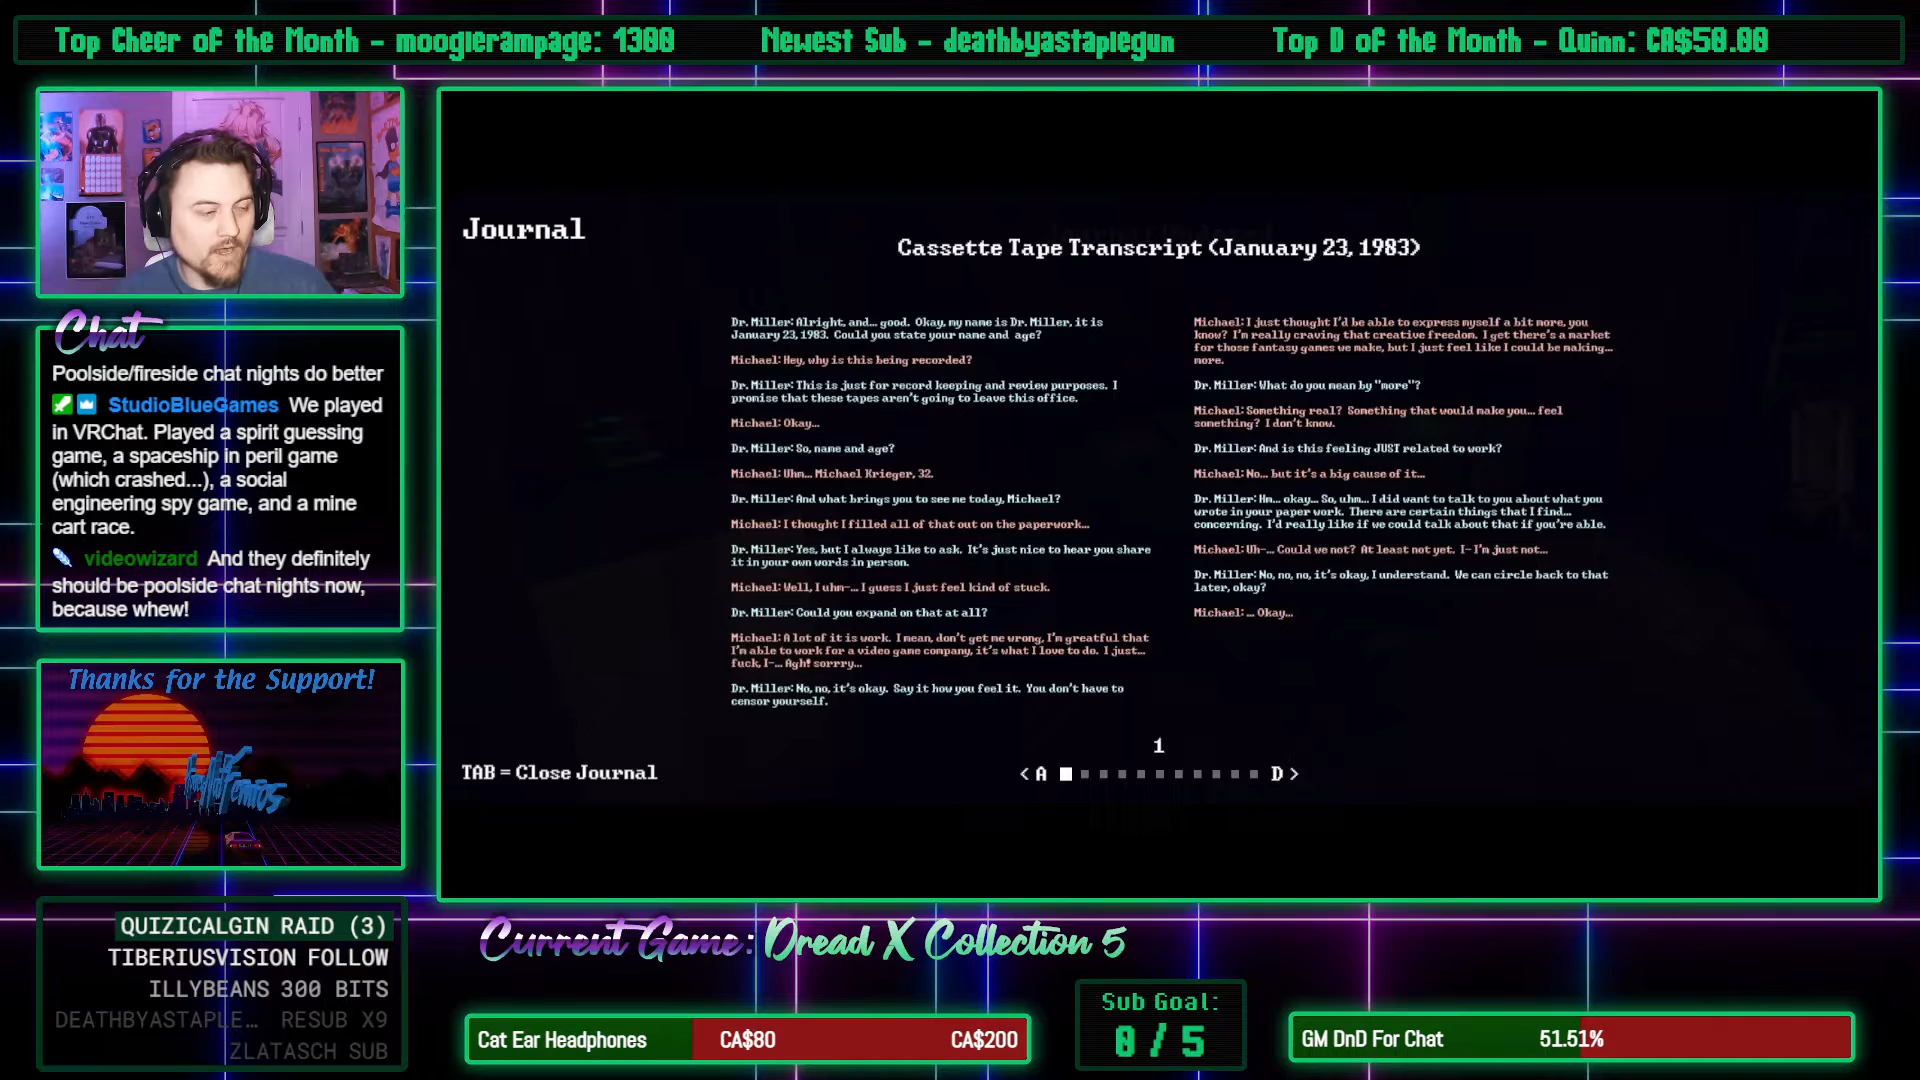 Top Cheer of the Month - mooglerampage: 1300
Newest Sub - deathbyastaplegun
Top D of the Month - Quinn: CA$50.00
Chat
Poolside/fireside chat nights do better
StudioBlueGames We played
in VRChat. Played a spirit guessing
game, a spaceship in peril game
(which crashed...), a social
engineering spy game, and a mine
cart race.
videowizard And they definitely
should be poolside chat nights now,
because whew!
Thanks for the Support!
QUIZICALGIN RAID (3)
TIBERIUSVISION FOLLOW
ILLYBEANS 300 BITS
DEATHBYASTAPLE... RESUB X9
ZLATASCH SUB
Journal
Cassette Tape Transcript (January 23, 1983)
Dr. Miller: Alright, and... good. Okay, my name is Dr. Miller, it is
January 23, 1983. Could you state your name and age?
Michael: Hey, why is this being recorded?
Dr. Miller: This is just for record keeping and review purposes. I
promise that these tapes aren't going to leave this office.
Michael: Okay...
Dr. Miller: So, name and age?
Michael: Uhm... Michael Krieger, 32.
Dr. Miller: And what brings you to see me today, Michael?
Michael: I thought I filled all of that out on the paperwork...
Dr. Miller: Yes, but I always like to ask. It's just nice to hear you share
it in your own words in person.
Michael: Well, I uhm-... I guess I just feel kind of stuck.
Dr. Miller: Could you expand on that at all?
Michael: A lot of it is work. I mean, don't get me wrong, I'm greatful that
I'm able to work for a video game company, it's what I love to do. I just...
fuck, I-... Agh! sorrry...
Dr. Miller: No, no, it's okay. Say it how you feel it. You don't have to
censor yourself.
Michael: I just thought I'd be able to express myself a bit more, you
know? I'm really craving that creative freedom. I get there's a market
for those fantasy games we make, but I just feel like I could be making...
more.
Dr. Miller: What do you mean by "more"?
Michael: Something real? Something that would make you... feel
something? I don't know.
Dr. Miller: And is this feeling JUST related to work?
Michael: No... but it's a big cause of it...
Dr. Miller: Hm... okay... So, uhm... I did want to talk to you about what you
wrote in your paper work. There are certain things that I find...
concerning. I'd really like if we could talk about that if you're able.
Michael: Uh-... Could we not? At least not yet. I- I'm just not...
Dr. Miller: No, no, no, it's okay, I understand. We can circle back to that
later, okay?
Michael: ... Okay...
1
TAB = Close Journal
< A
D >
Current Game: Dread X Collection 5
Cat Ear Headphones CA$80 CA$200
Sub Goal:
0 / 5
GM DnD For Chat 51.51%